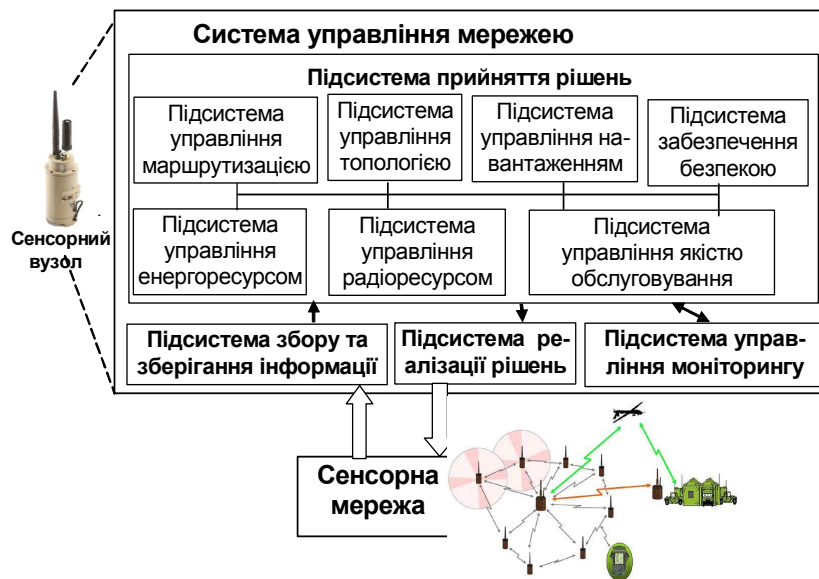 Система управління мережею
Підсистема прийняття рішень
Підсистема
управління
маршрутизацією
Підсистема
управління
топологією
Підсистема
управління на-
вантаженням
Підсистема
забезпечення
безпекою
Підсистема
управління
енергоресурсом
Підсистема
управління
радіоресурсом
Підсистема
управління якістю
обслуговування
Сенсорний
вузол
Підсистема збору та
зберігання інформації
Підсистема ре-
алізації рішень
Підсистема управ-
ління моніторингу
Сенсорна
мережа